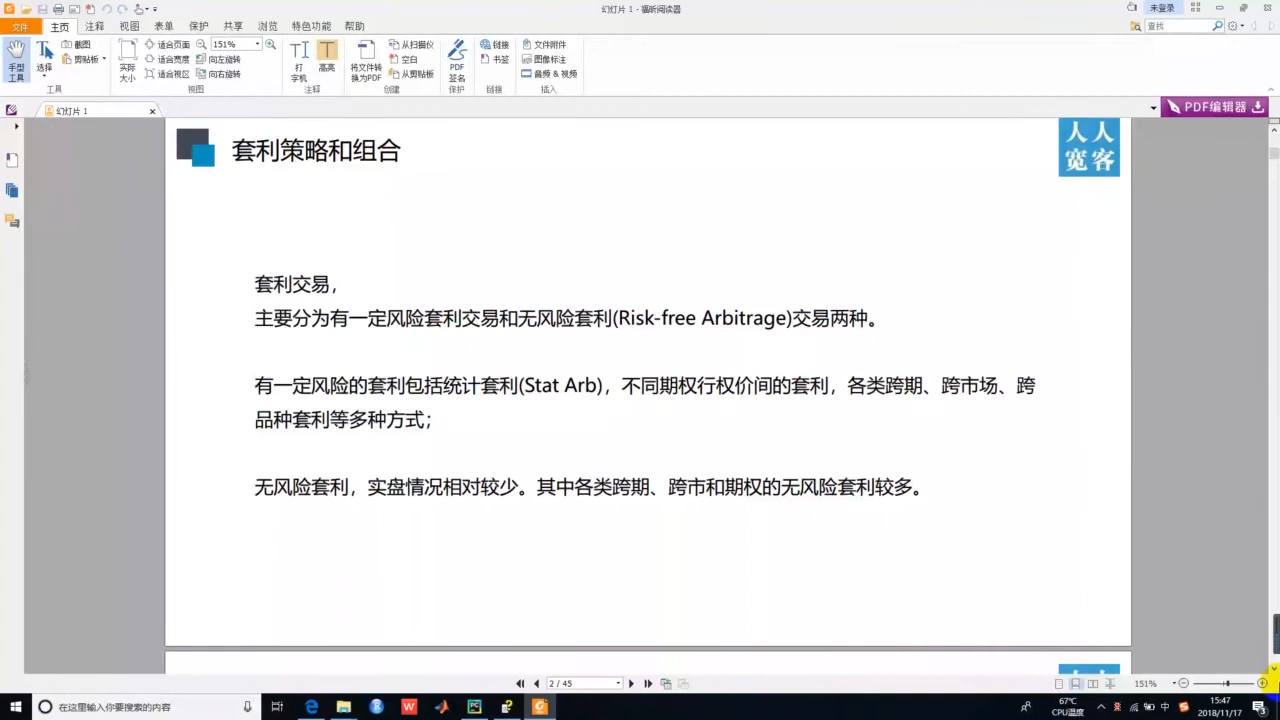 幻灯片 1 - 福昕阅读器
未登录
文件 主页 注释 视图 表单 保护 共享 浏览 特色功能 帮助
查找
手型工具
选择
截图
剪贴板
工具
实际大小
适合页面
适合宽度
适合视区
151%
向左旋转
向右旋转
视图
打字机
高亮
注释
将文件转换为PDF
从扫描仪
空白
从剪贴板
创建
PDF签名
保护
链接
书签
链接
文件附件
图像标注
音频 & 视频
插入
幻灯片 1
PDF编辑器
套利策略和组合
人人
宽客
套利交易，
主要分为有一定风险套利交易和无风险套利(Risk-free Arbitrage)交易两种。
有一定风险的套利包括统计套利(Stat Arb)，不同期权行权价间的套利，各类跨期、跨市场、跨
品种套利等多种方式；
无风险套利，实盘情况相对较少。其中各类跨期、跨市和期权的无风险套利较多。
2 / 45
151%
在这里输入你要搜索的内容
67℃
CPU温度
中
15:47
2018/11/17